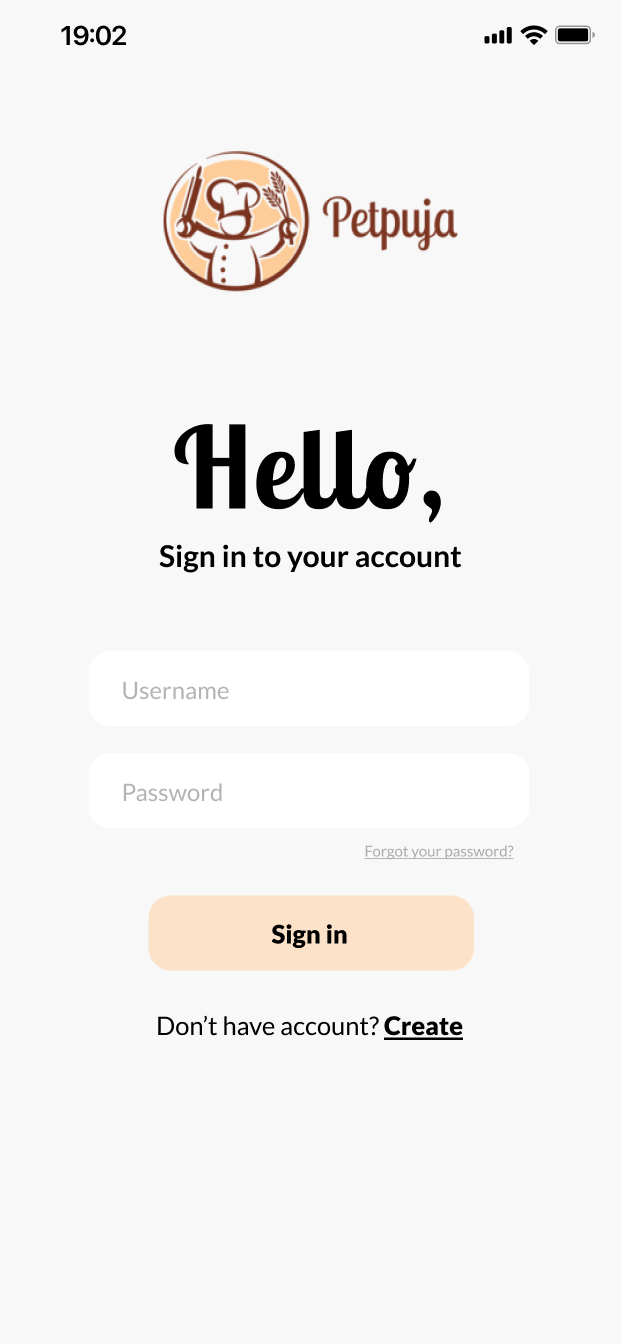 19:02
Petpuja
Hello,
Sign in to your account
Username
Password
Forgot your password?
Sign in
Don’t have account? Create